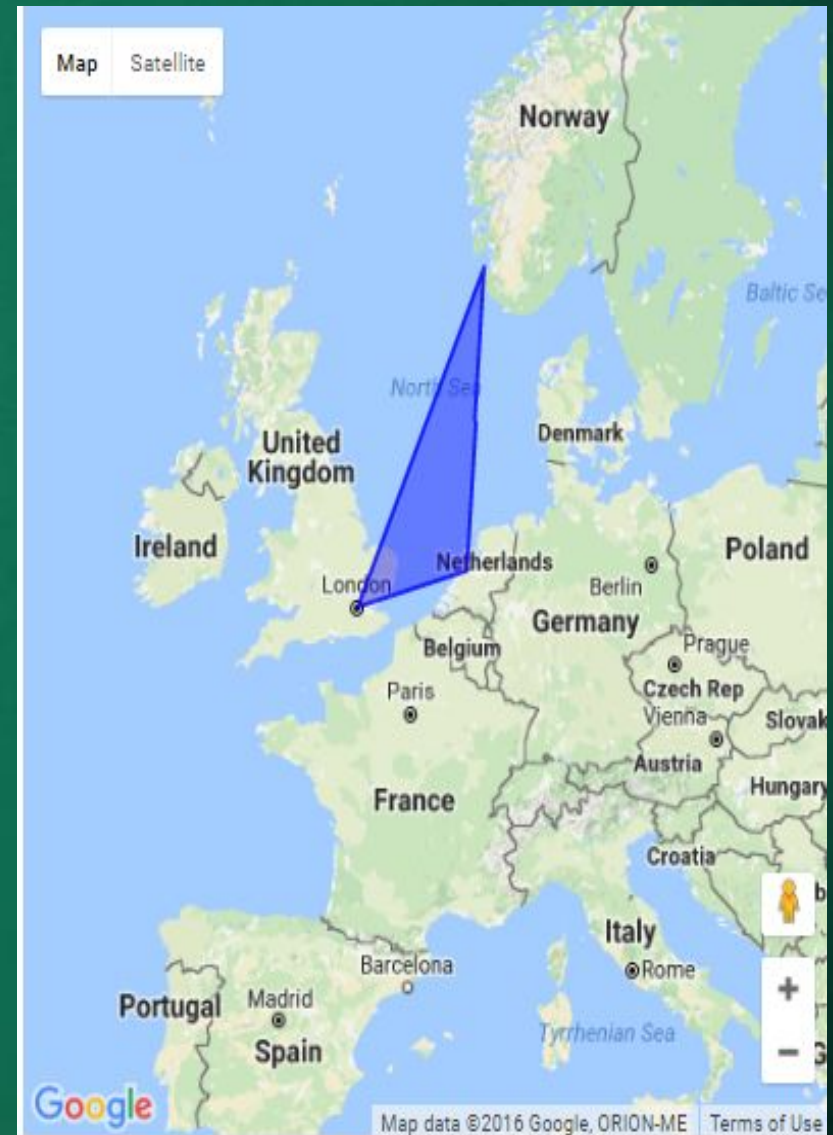 Map Satellite
Norway
Baltic Se
North Sea
Denmark
United
Kingdom
Ireland
Netherlands
Poland
London
Berlin
Germany
Belgium
Prague
Paris
Czech Rep
Vienna
Slovak
Austria
France
Hungary
Croatia
b
Italy
Barcelona
Rome
Portugal
Madrid
+
Tyrrhenian Sea
Spain
−
G
Google
Map data ©2016 Google, ORION-ME Terms of Use